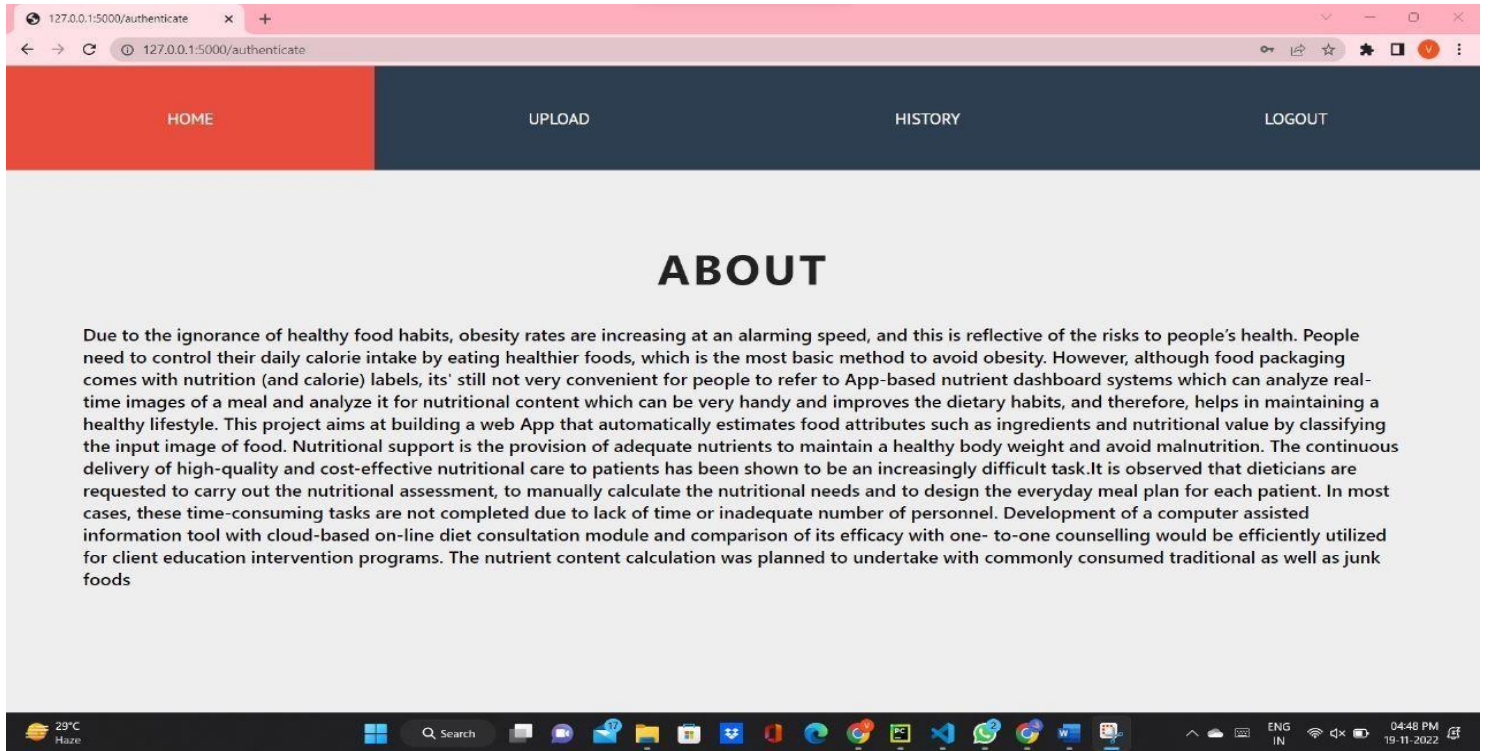 127.0.0.1:5000/authenticate
127.0.0.1:5000/authenticate
V
HOME UPLOAD HISTORY LOGOUT
ABOUT
Due to the ignorance of healthy food habits, obesity rates are increasing at an alarming speed, and this is reflective of the risks to people's health. People
need to control their daily calorie intake by eating healthier foods, which is the most basic method to avoid obesity. However, although food packaging
comes with nutrition (and calorie) labels, its' still not very convenient for people to refer to App-based nutrient dashboard systems which can analyze real-
time images of a meal and analyze it for nutritional content which can be very handy and improves the dietary habits, and therefore, helps in maintaining a
healthy lifestyle. This project aims at building a web App that automatically estimates food attributes such as ingredients and nutritional value by classifying
the input image of food. Nutritional support is the provision of adequate nutrients to maintain a healthy body weight and avoid malnutrition. The continuous
delivery of high-quality and cost-effective nutritional care to patients has been shown to be an increasingly difficult task.It is observed that dieticians are
requested to carry out the nutritional assessment, to manually calculate the nutritional needs and to design the everyday meal plan for each patient. In most
cases, these time-consuming tasks are not completed due to lack of time or inadequate number of personnel. Development of a computer assisted
information tool with cloud-based on-line diet consultation module and comparison of its efficacy with one- to-one counselling would be efficiently utilized
for client education intervention programs. The nutrient content calculation was planned to undertake with commonly consumed traditional as well as junk
foods
29°C
Haze
Search
17
PC
W
ENG
IN
04:48 PM
19-11-2022